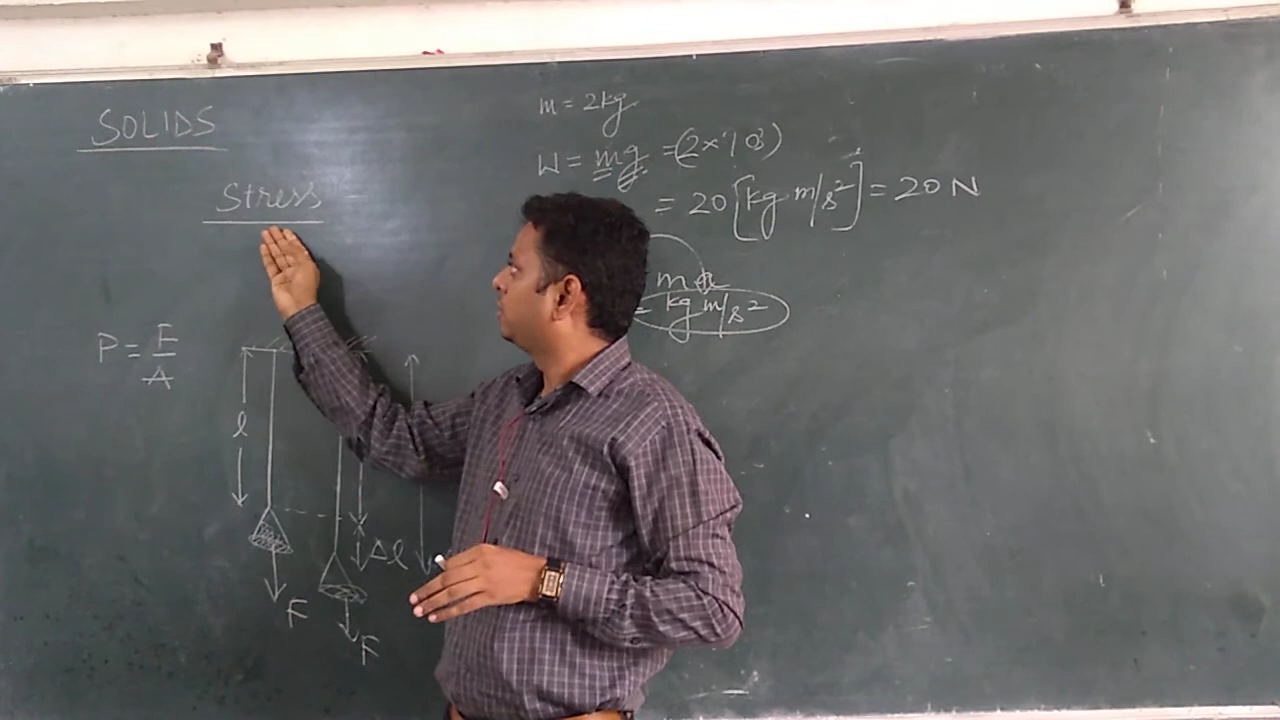 SOLIDS
Stress
P = F/A
l
Δl
F
F
m = 2kg
W = mg = (2 × 10)
= 20 [kg m/s²] = 20 N
ma
= kg m/s²